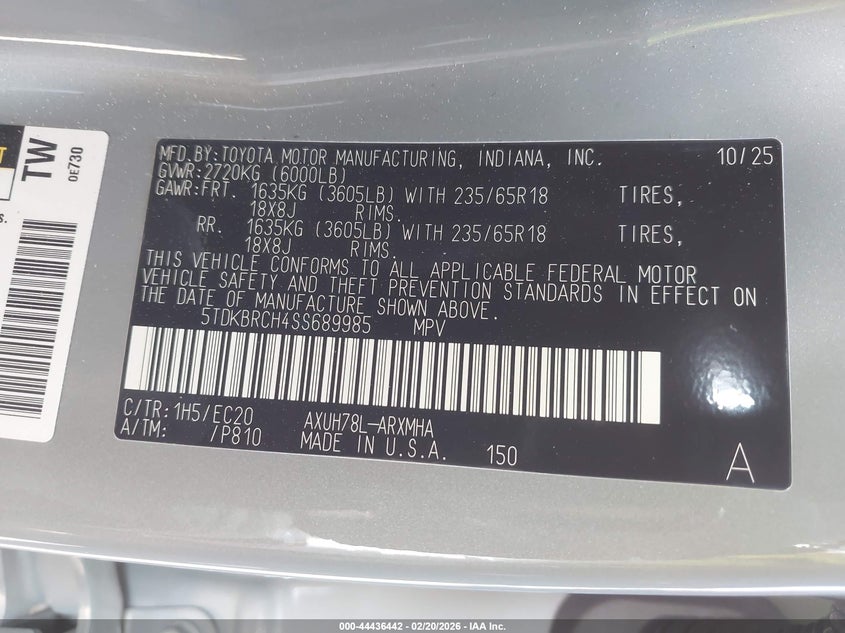 MFD.BY:TOYOTA MOTOR MANUFACTURING, INDIANA, INC. 10/25
GVWR:2720KG (6000LB)
GAWR:FRT. 1635KG (3605LB) WITH 235/65R18 TIRES,
18X8J RIMS.
RR. 1635KG (3605LB) WITH 235/65R18 TIRES,
18X8J RIMS.
THIS VEHICLE CONFORMS TO ALL APPLICABLE FEDERAL MOTOR
VEHICLE SAFETY AND THEFT PREVENTION STANDARDS IN EFFECT ON
THE DATE OF MANUFACTURE SHOWN ABOVE.
5TDKBRCH4SS689985 MPV
C/TR:1H5/EC20 AXUH78L-ARXMHA
A/TM: /P810 MADE IN U.S.A. 150
A
TW
0E730
000-44436442 — 02/20/2026 — IAA Inc.